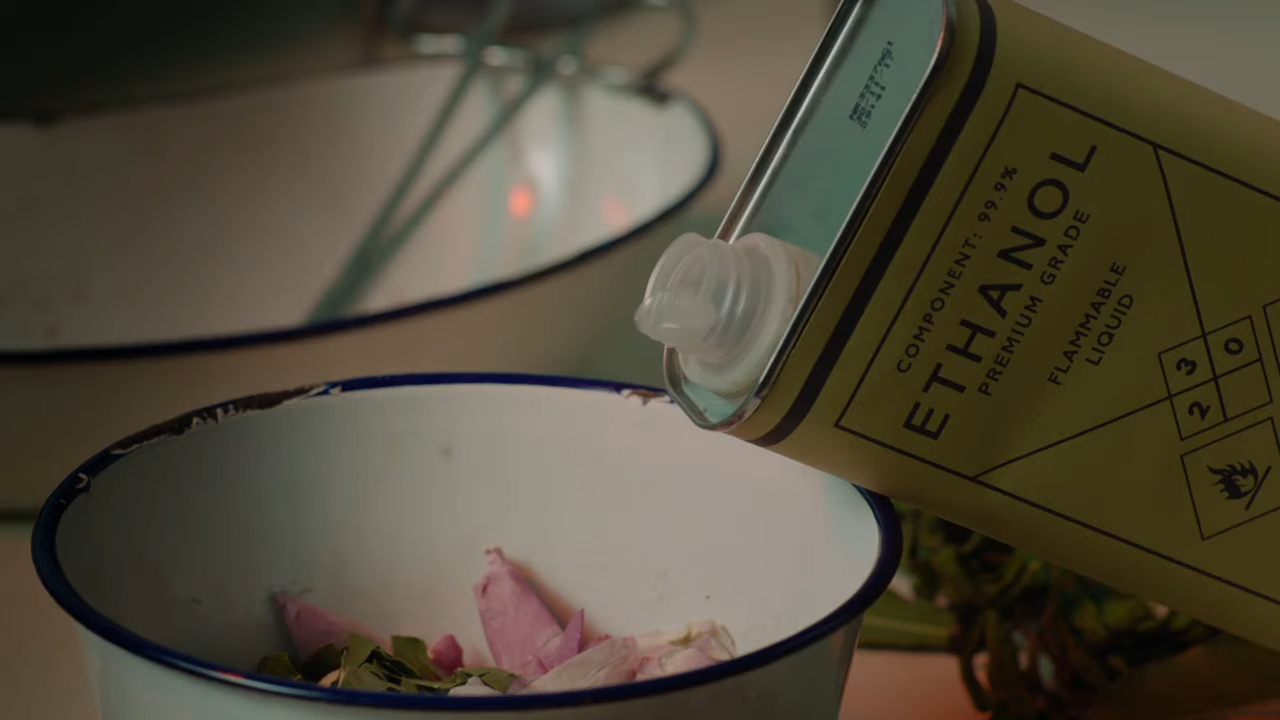 COMPONENT: 99.9%
ETHANOL
PREMIUM GRADE
FLAMMABLE
LIQUID
3 0
2